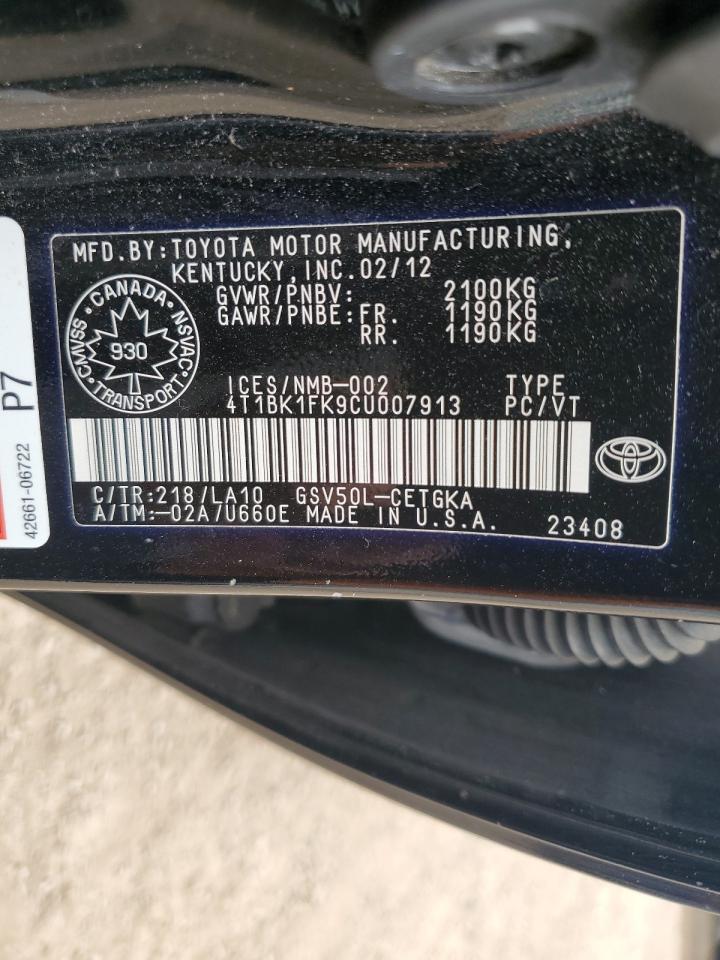 MFD.BY:TOYOTA MOTOR MANUFACTURING,
KENTUCKY,INC.02/12
GVWR/PNBV: 2100KG
GAWR/PNBE:FR. 1190KG
RR. 1190KG
CANADA
CMVSS NSVAC
930
TRANSPORT
ICES/NMB-002 TYPE
4T1BK1FK9CU007913 PC/VT
C/TR:218/LA10 GSV50L-CETGKA
A/TM:-02A/U660E MADE IN U.S.A. 23408
P7
42661-06722